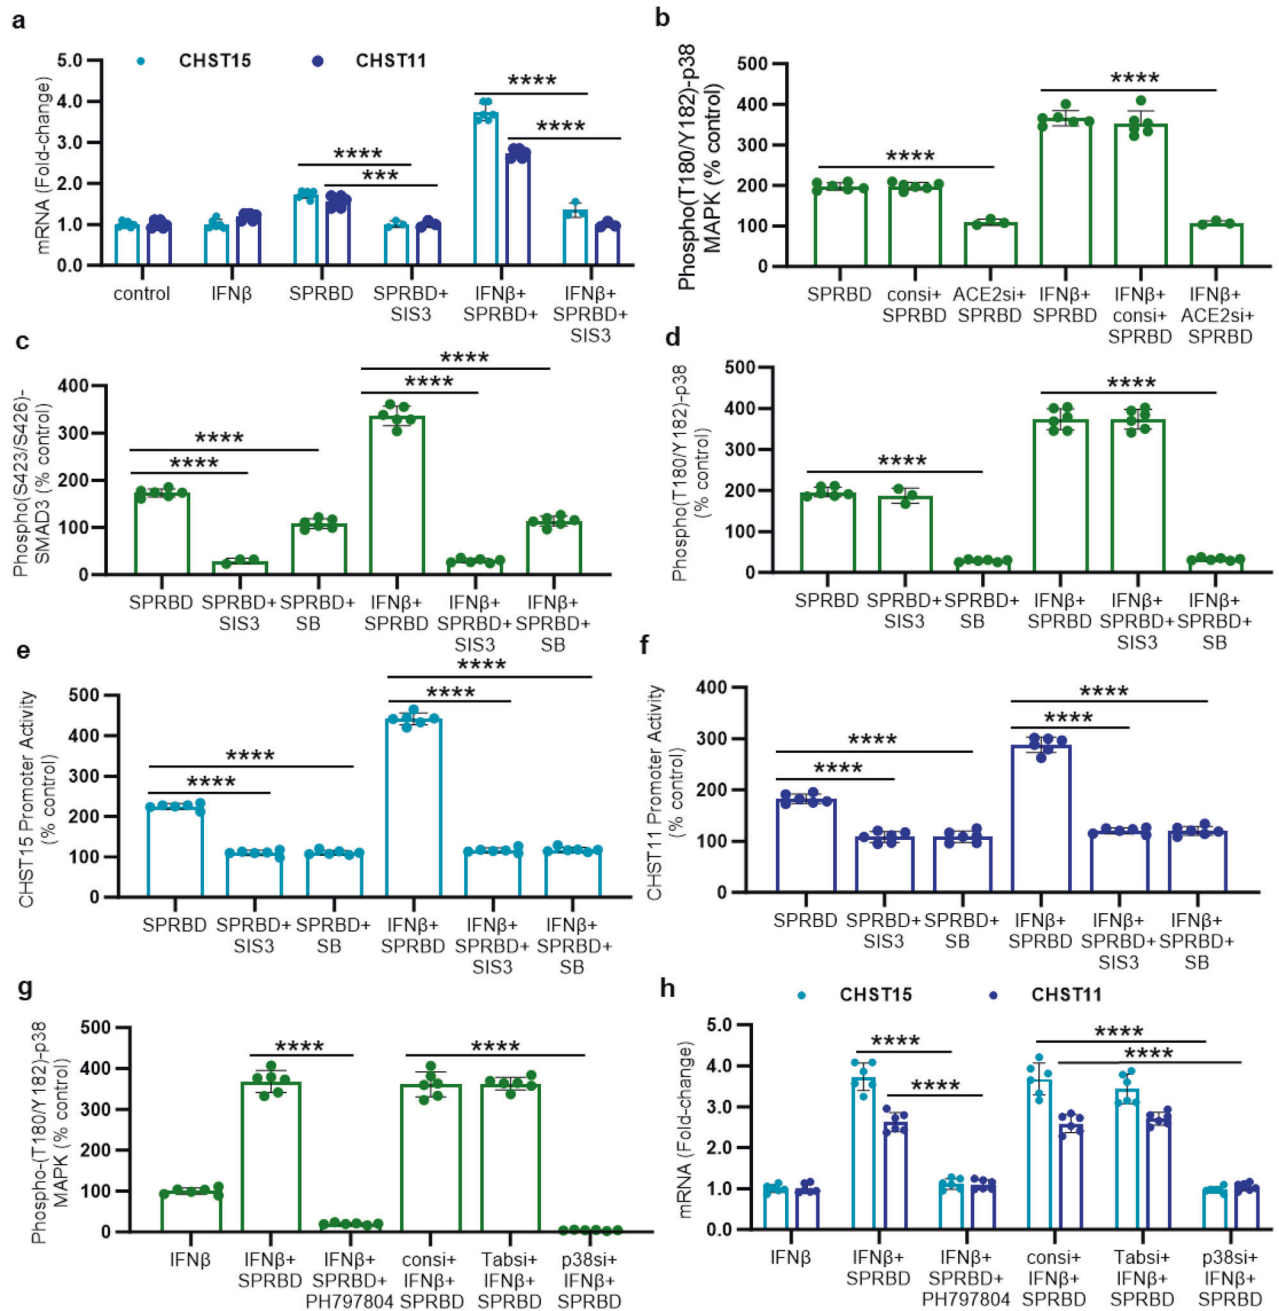 a
CHST15 CHST11
mRNA (Fold-change)
5.0
4.0
3.0
2.0
1.0
0.0
****
***
****
****
control IFNβ SPRBD SPRBD+ IFNβ+ IFNβ+
SIS3 SPRBD+ SPRBD+
SIS3
b
Phospho(T180/Y182)-p38
MAPK (% control)
500
400
300
200
100
0
****
****
SPRBD consi+ ACE2si+ IFNβ+ IFNβ+ IFNβ+
SPRBD SPRBD SPRBD consi+ ACE2si+
SPRBD SPRBD
c
Phospho(S423/S426)-
SMAD3 (% control)
400
300
200
100
0
****
****
****
****
SPRBD SPRBD+ SPRBD+ IFNβ+ IFNβ+ IFNβ+
SIS3 SB SPRBD SPRBD+ SPRBD+
SIS3 SB
d
Phospho(T180/Y182)-p38
(% control)
500
400
300
200
100
0
****
****
SPRBD SPRBD+ SPRBD+ IFNβ+ IFNβ+ IFNβ+
SIS3 SB SPRBD SPRBD+ SPRBD+
SIS3 SB
e
CHST15 Promoter Activity
(% control)
500
400
300
200
100
0
****
****
****
****
SPRBD SPRBD+ SPRBD+ IFNβ+ IFNβ+ IFNβ+
SIS3 SB SPRBD SPRBD+ SPRBD+
SIS3 SB
f
CHST11 Promoter Activity
(% control)
400
300
200
100
0
****
****
****
****
SPRBD SPRBD+ SPRBD+ IFNβ+ IFNβ+ IFNβ+
SIS3 SB SPRBD SPRBD+ SPRBD+
SIS3 SB
g
Phospho-(T180/Y182)-p38
MAPK (% control)
500
400
300
200
100
0
****
****
IFNβ IFNβ+ IFNβ+ consi+ Tabsi+ p38si+
SPRBD SPRBD+ IFNβ+ IFNβ+ IFNβ+
PH797804 SPRBD SPRBD SPRBD
h
CHST15 CHST11
mRNA (Fold-change)
5.0
4.0
3.0
2.0
1.0
0.0
****
****
****
****
IFNβ IFNβ+ IFNβ+ consi+ Tabsi+ p38si+
SPRBD SPRBD+ IFNβ+ IFNβ+ IFNβ+
PH797804 SPRBD SPRBD SPRBD